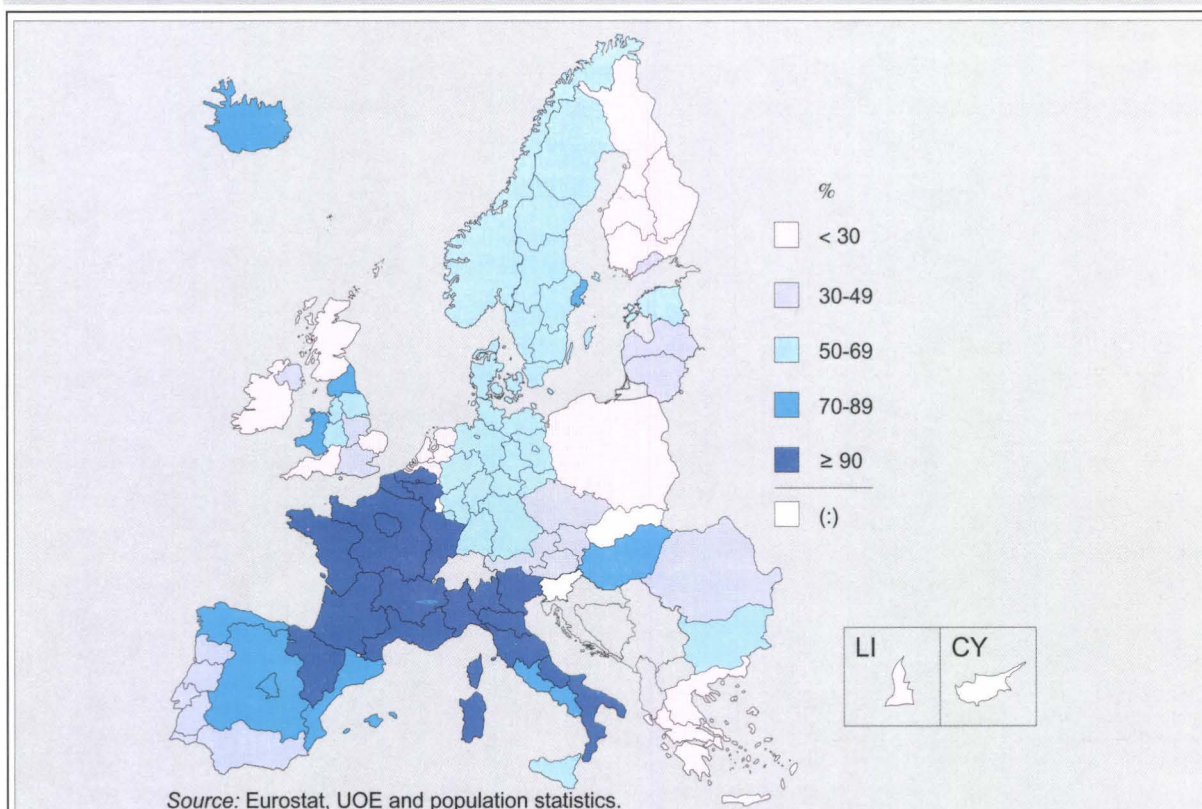 %
< 30
30-49
50-69
70-89
≥ 90
(:)
LI
CY
Source: Eurostat, UOE and population statistics.